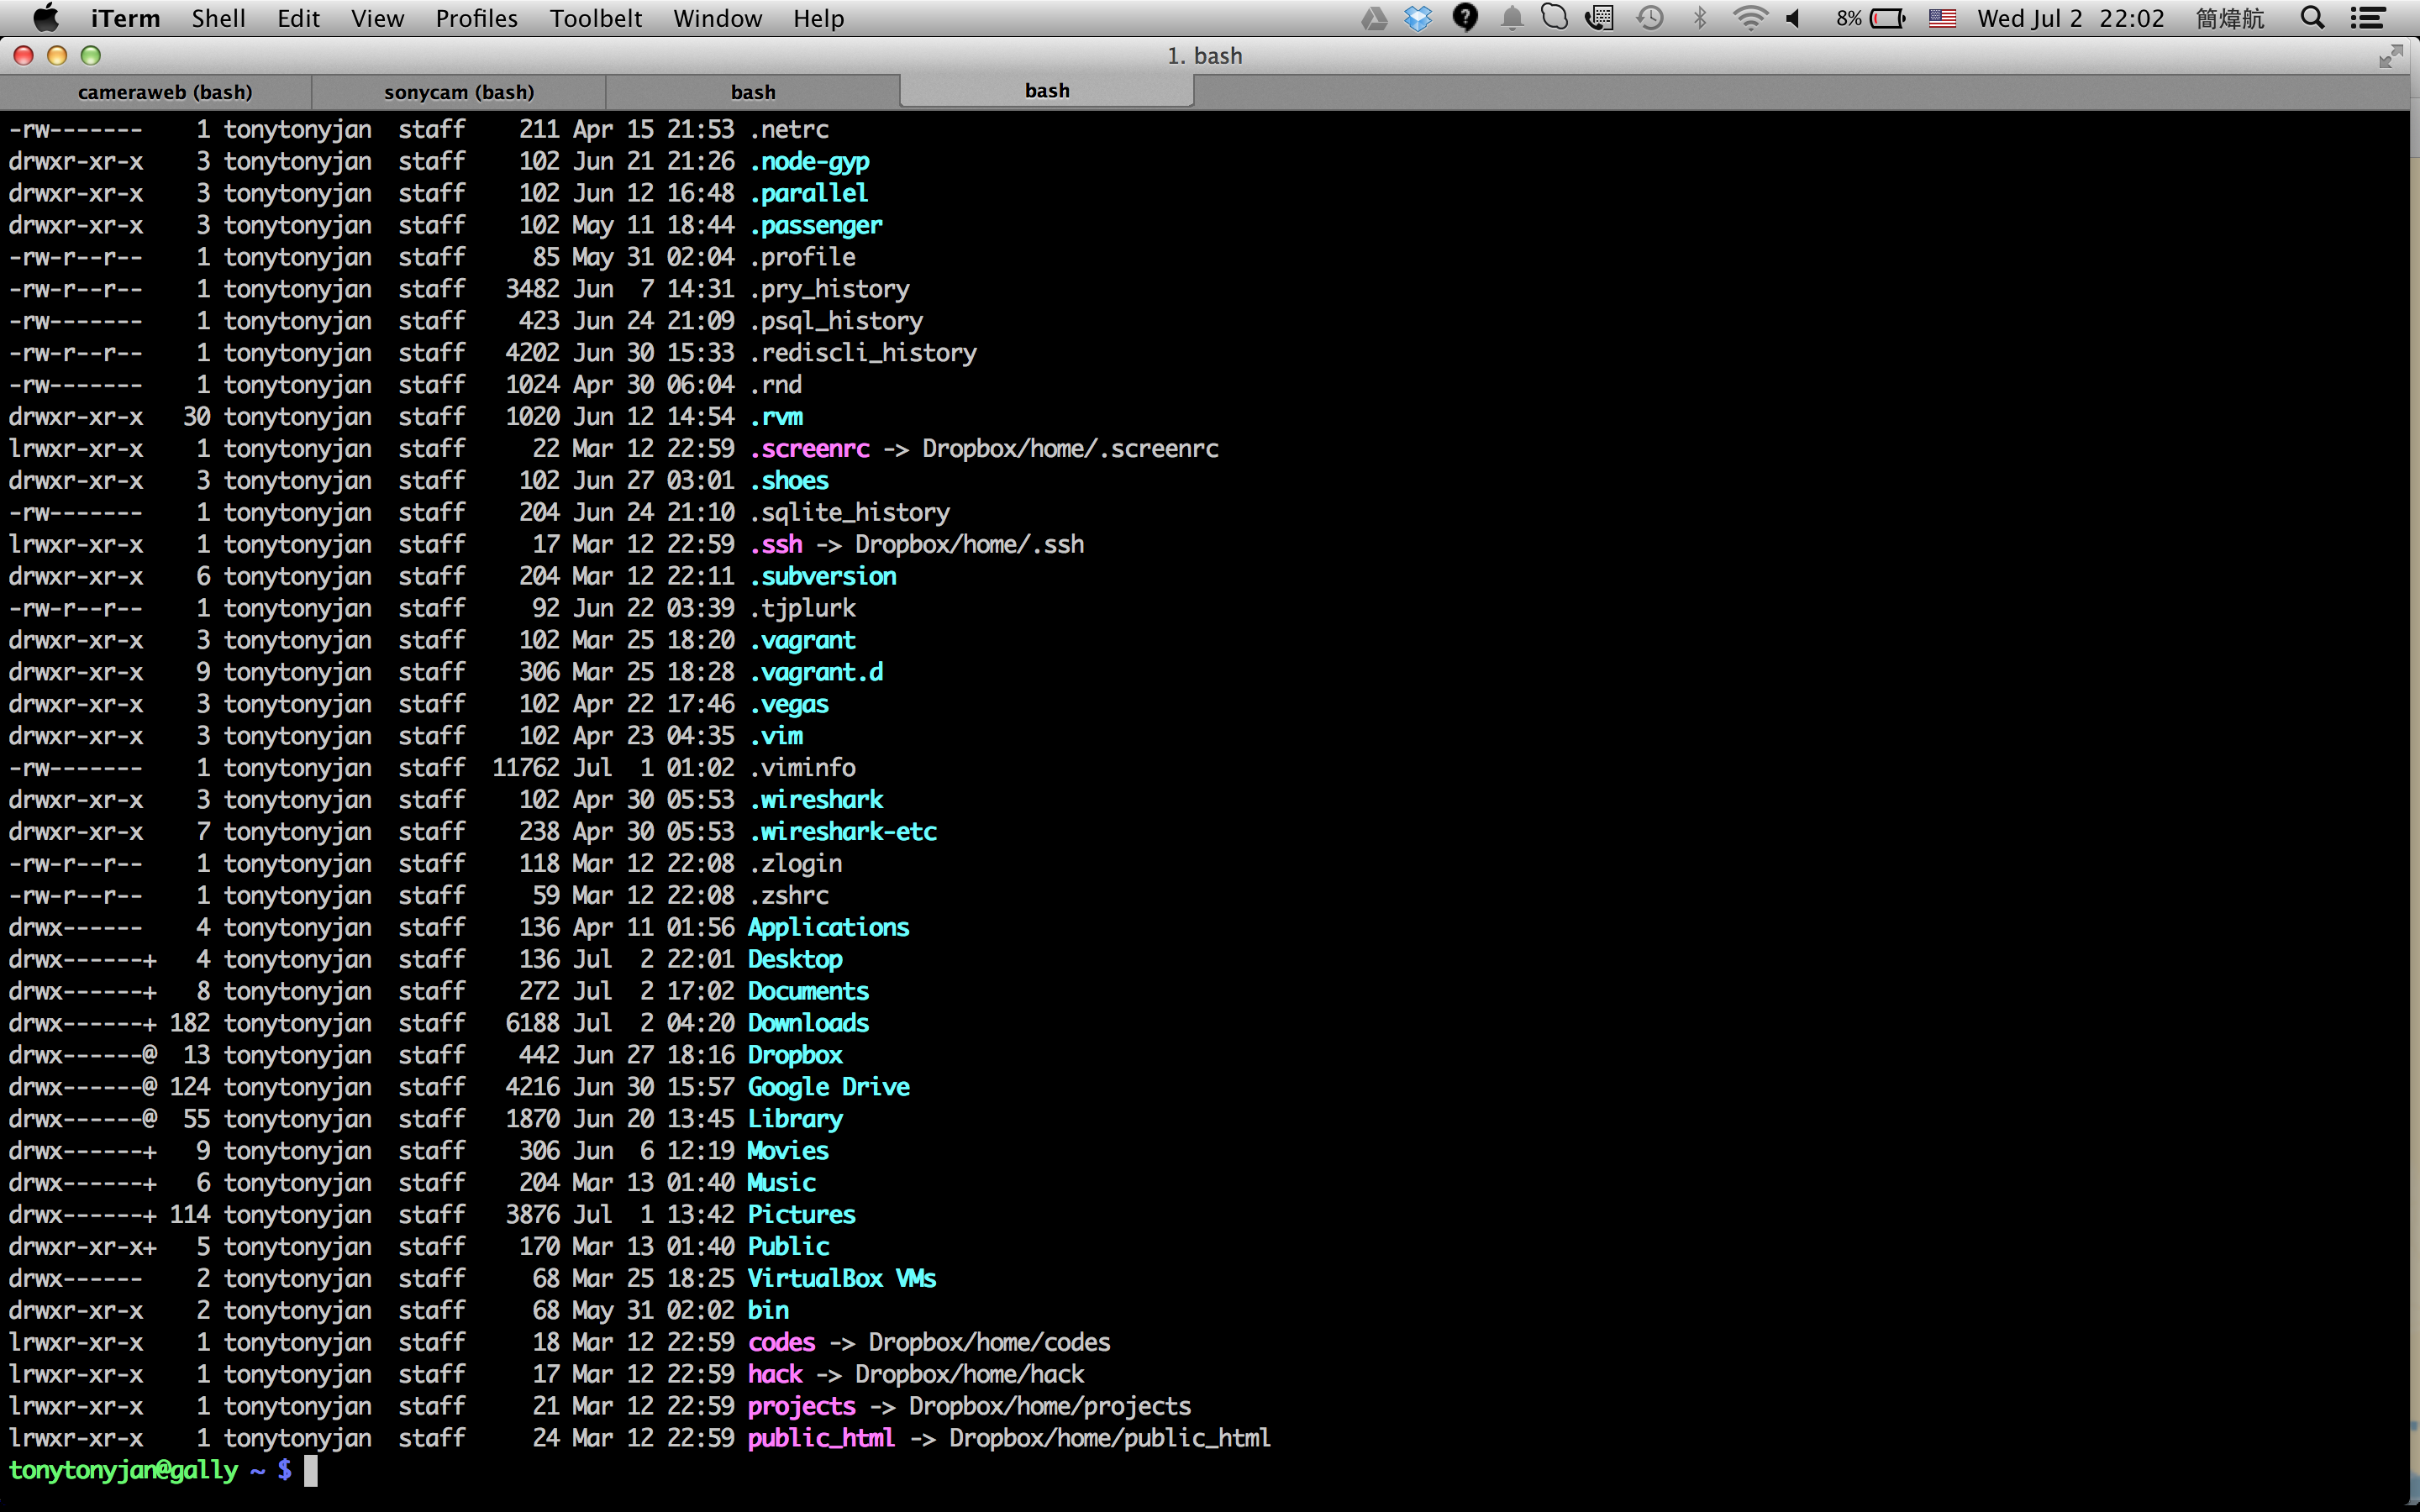 iTerm Shell Edit View Profiles Toolbelt Window Help 8% Wed Jul 2 22:02 簡煒航
1. bash
cameraweb (bash) sonycam (bash) bash bash
-rw------- 1 tonytonyjan staff 211 Apr 15 21:53 .netrc
drwxr-xr-x 3 tonytonyjan staff 102 Jun 21 21:26 .node-gyp
drwxr-xr-x 3 tonytonyjan staff 102 Jun 12 16:48 .parallel
drwxr-xr-x 3 tonytonyjan staff 102 May 11 18:44 .passenger
-rw-r--r-- 1 tonytonyjan staff 85 May 31 02:04 .profile
-rw-r--r-- 1 tonytonyjan staff 3482 Jun 7 14:31 .pry_history
-rw------- 1 tonytonyjan staff 423 Jun 24 21:09 .psql_history
-rw-r--r-- 1 tonytonyjan staff 4202 Jun 30 15:33 .rediscli_history
-rw------- 1 tonytonyjan staff 1024 Apr 30 06:04 .rnd
drwxr-xr-x 30 tonytonyjan staff 1020 Jun 12 14:54 .rvm
lrwxr-xr-x 1 tonytonyjan staff 22 Mar 12 22:59 .screenrc -> Dropbox/home/.screenrc
drwxr-xr-x 3 tonytonyjan staff 102 Jun 27 03:01 .shoes
-rw------- 1 tonytonyjan staff 204 Jun 24 21:10 .sqlite_history
lrwxr-xr-x 1 tonytonyjan staff 17 Mar 12 22:59 .ssh -> Dropbox/home/.ssh
drwxr-xr-x 6 tonytonyjan staff 204 Mar 12 22:11 .subversion
-rw-r--r-- 1 tonytonyjan staff 92 Jun 22 03:39 .tjplurk
drwxr-xr-x 3 tonytonyjan staff 102 Mar 25 18:20 .vagrant
drwxr-xr-x 9 tonytonyjan staff 306 Mar 25 18:28 .vagrant.d
drwxr-xr-x 3 tonytonyjan staff 102 Apr 22 17:46 .vegas
drwxr-xr-x 3 tonytonyjan staff 102 Apr 23 04:35 .vim
-rw------- 1 tonytonyjan staff 11762 Jul 1 01:02 .viminfo
drwxr-xr-x 3 tonytonyjan staff 102 Apr 30 05:53 .wireshark
drwxr-xr-x 7 tonytonyjan staff 238 Apr 30 05:53 .wireshark-etc
-rw-r--r-- 1 tonytonyjan staff 118 Mar 12 22:08 .zlogin
-rw-r--r-- 1 tonytonyjan staff 59 Mar 12 22:08 .zshrc
drwx------ 4 tonytonyjan staff 136 Apr 11 01:56 Applications
drwx------+ 4 tonytonyjan staff 136 Jul 2 22:01 Desktop
drwx------+ 8 tonytonyjan staff 272 Jul 2 17:02 Documents
drwx------+ 182 tonytonyjan staff 6188 Jul 2 04:20 Downloads
drwx------@ 13 tonytonyjan staff 442 Jun 27 18:16 Dropbox
drwx------@ 124 tonytonyjan staff 4216 Jun 30 15:57 Google Drive
drwx------@ 55 tonytonyjan staff 1870 Jun 20 13:45 Library
drwx------+ 9 tonytonyjan staff 306 Jun 6 12:19 Movies
drwx------+ 6 tonytonyjan staff 204 Mar 13 01:40 Music
drwx------+ 114 tonytonyjan staff 3876 Jul 1 13:42 Pictures
drwxr-xr-x+ 5 tonytonyjan staff 170 Mar 13 01:40 Public
drwx------ 2 tonytonyjan staff 68 Mar 25 18:25 VirtualBox VMs
drwxr-xr-x 2 tonytonyjan staff 68 May 31 02:02 bin
lrwxr-xr-x 1 tonytonyjan staff 18 Mar 12 22:59 codes -> Dropbox/home/codes
lrwxr-xr-x 1 tonytonyjan staff 17 Mar 12 22:59 hack -> Dropbox/home/hack
lrwxr-xr-x 1 tonytonyjan staff 21 Mar 12 22:59 projects -> Dropbox/home/projects
lrwxr-xr-x 1 tonytonyjan staff 24 Mar 12 22:59 public_html -> Dropbox/home/public_html
tonytonyjan@gally ~ $